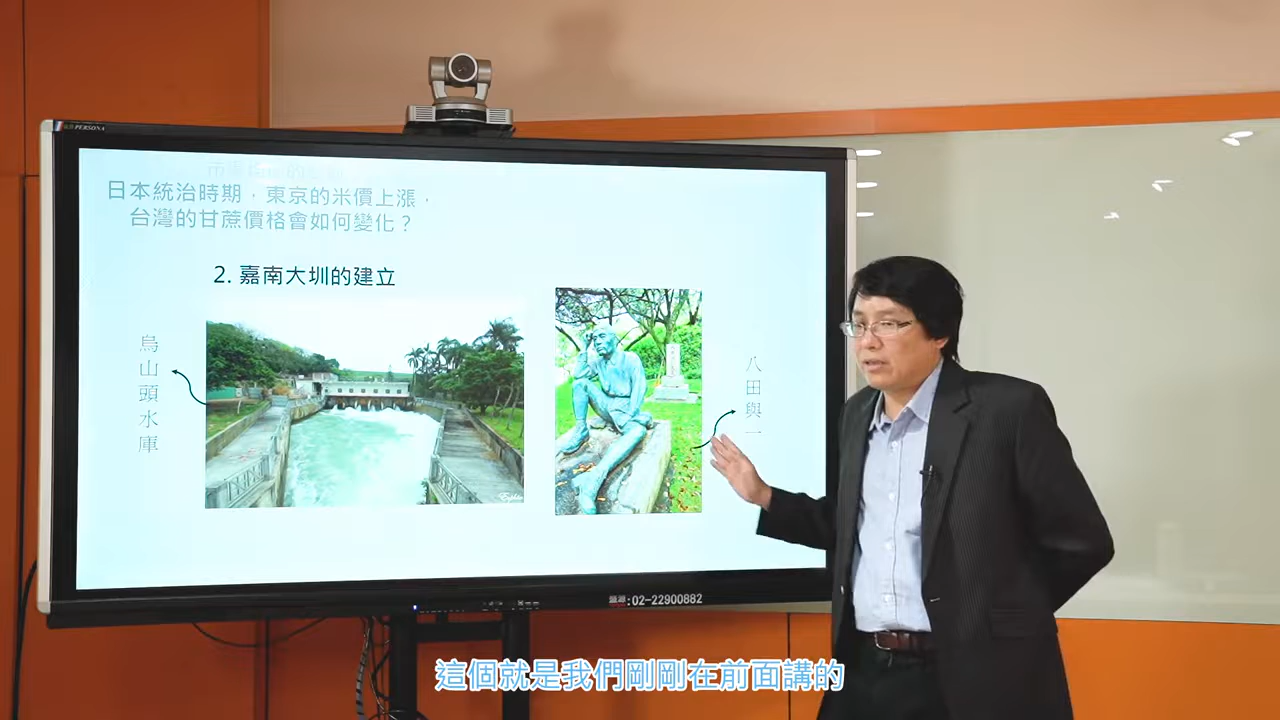 PERSONA
日本統治時期，東京的米價上漲，
台灣的甘蔗價格會如何變化？
2. 嘉南大圳的建立
烏山頭水庫
八田與一
:02-22900882
這個就是我們剛剛在前面講的